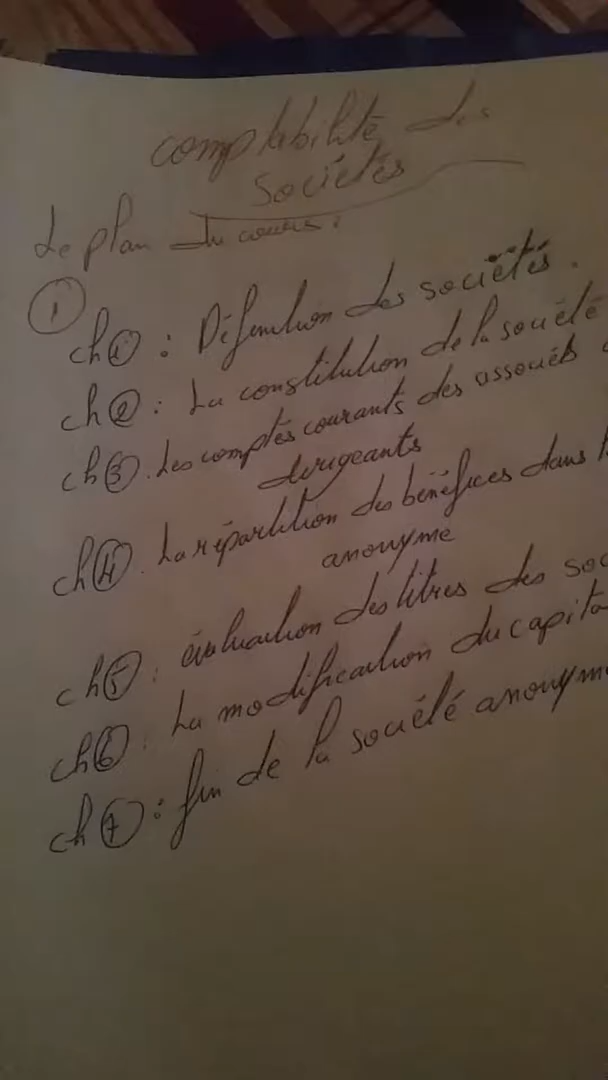 comptabilité des
sociétés
Le plan du cours :
①
ch① : Définition des sociétés.
ch② : La constitution de la société
ch③ . Les comptes courants des associés
dirigeants
ch④ . La répartition des bénéfices dans
anonyme
ch⑤ : évaluation des titres des soc
ch⑥ . La modification du capita
ch⑦ : fin de la société anonyme